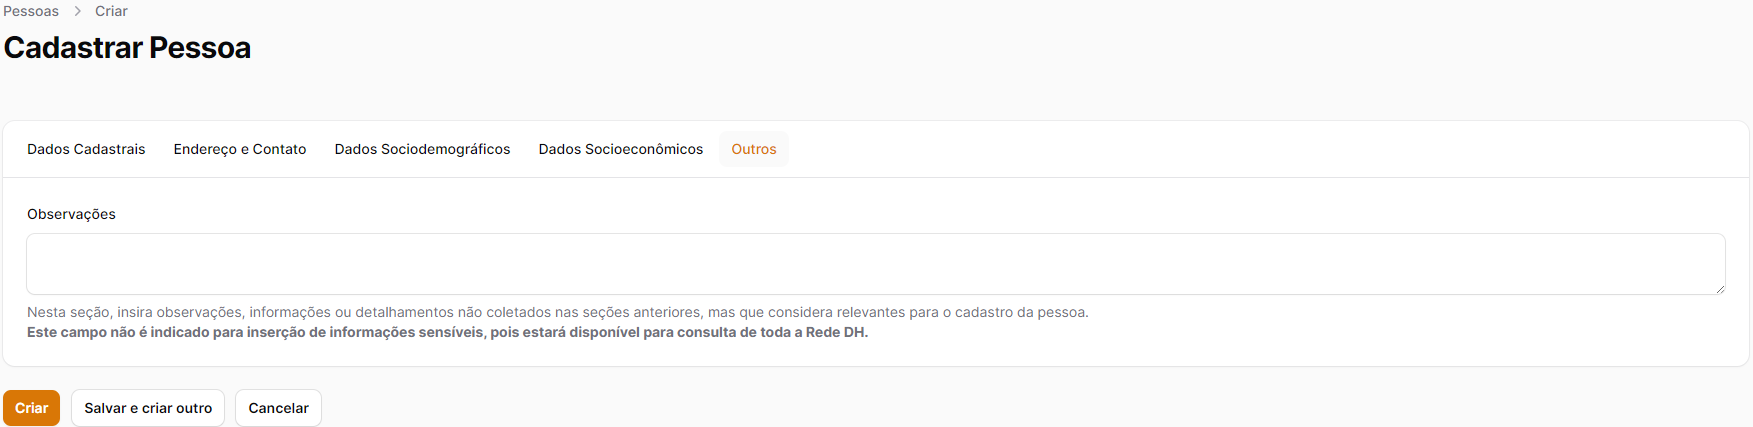 Pessoas > Criar
Cadastrar Pessoa
Dados Cadastrais Endereço e Contato Dados Sociodemográficos Dados Socioeconômicos Outros
Observações
Nesta seção, insira observações, informações ou detalhamentos não coletados nas seções anteriores, mas que considera relevantes para o cadastro da pessoa.
Este campo não é indicado para inserção de informações sensíveis, pois estará disponível para consulta de toda a Rede DH.
Criar Salvar e criar outro Cancelar